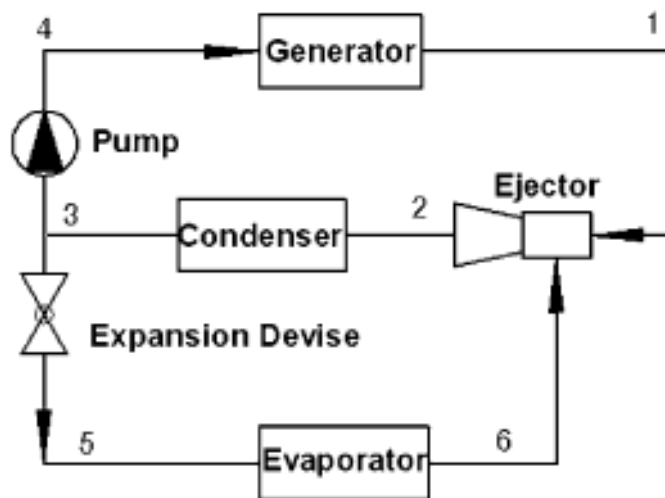 4
Generator
1
Pump
Ejector
3
Condenser
2
Expansion Devise
5
Evaporator
6